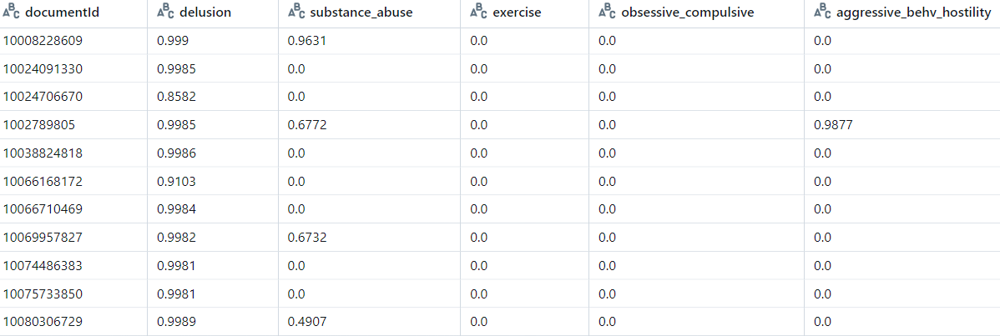 documentId delusion substance_abuse exercise obsessive_compulsive aggressive_behv_hostility
10008228609 0.999 0.9631 0.0 0.0 0.0
10024091330 0.9985 0.0 0.0 0.0 0.0
10024706670 0.8582 0.0 0.0 0.0 0.0
1002789805 0.9985 0.6772 0.0 0.0 0.9877
10038824818 0.9986 0.0 0.0 0.0 0.0
10066168172 0.9103 0.0 0.0 0.0 0.0
10066710469 0.9984 0.0 0.0 0.0 0.0
10069957827 0.9982 0.6732 0.0 0.0 0.0
10074486383 0.9981 0.0 0.0 0.0 0.0
10075733850 0.9981 0.0 0.0 0.0 0.0
10080306729 0.9989 0.4907 0.0 0.0 0.0